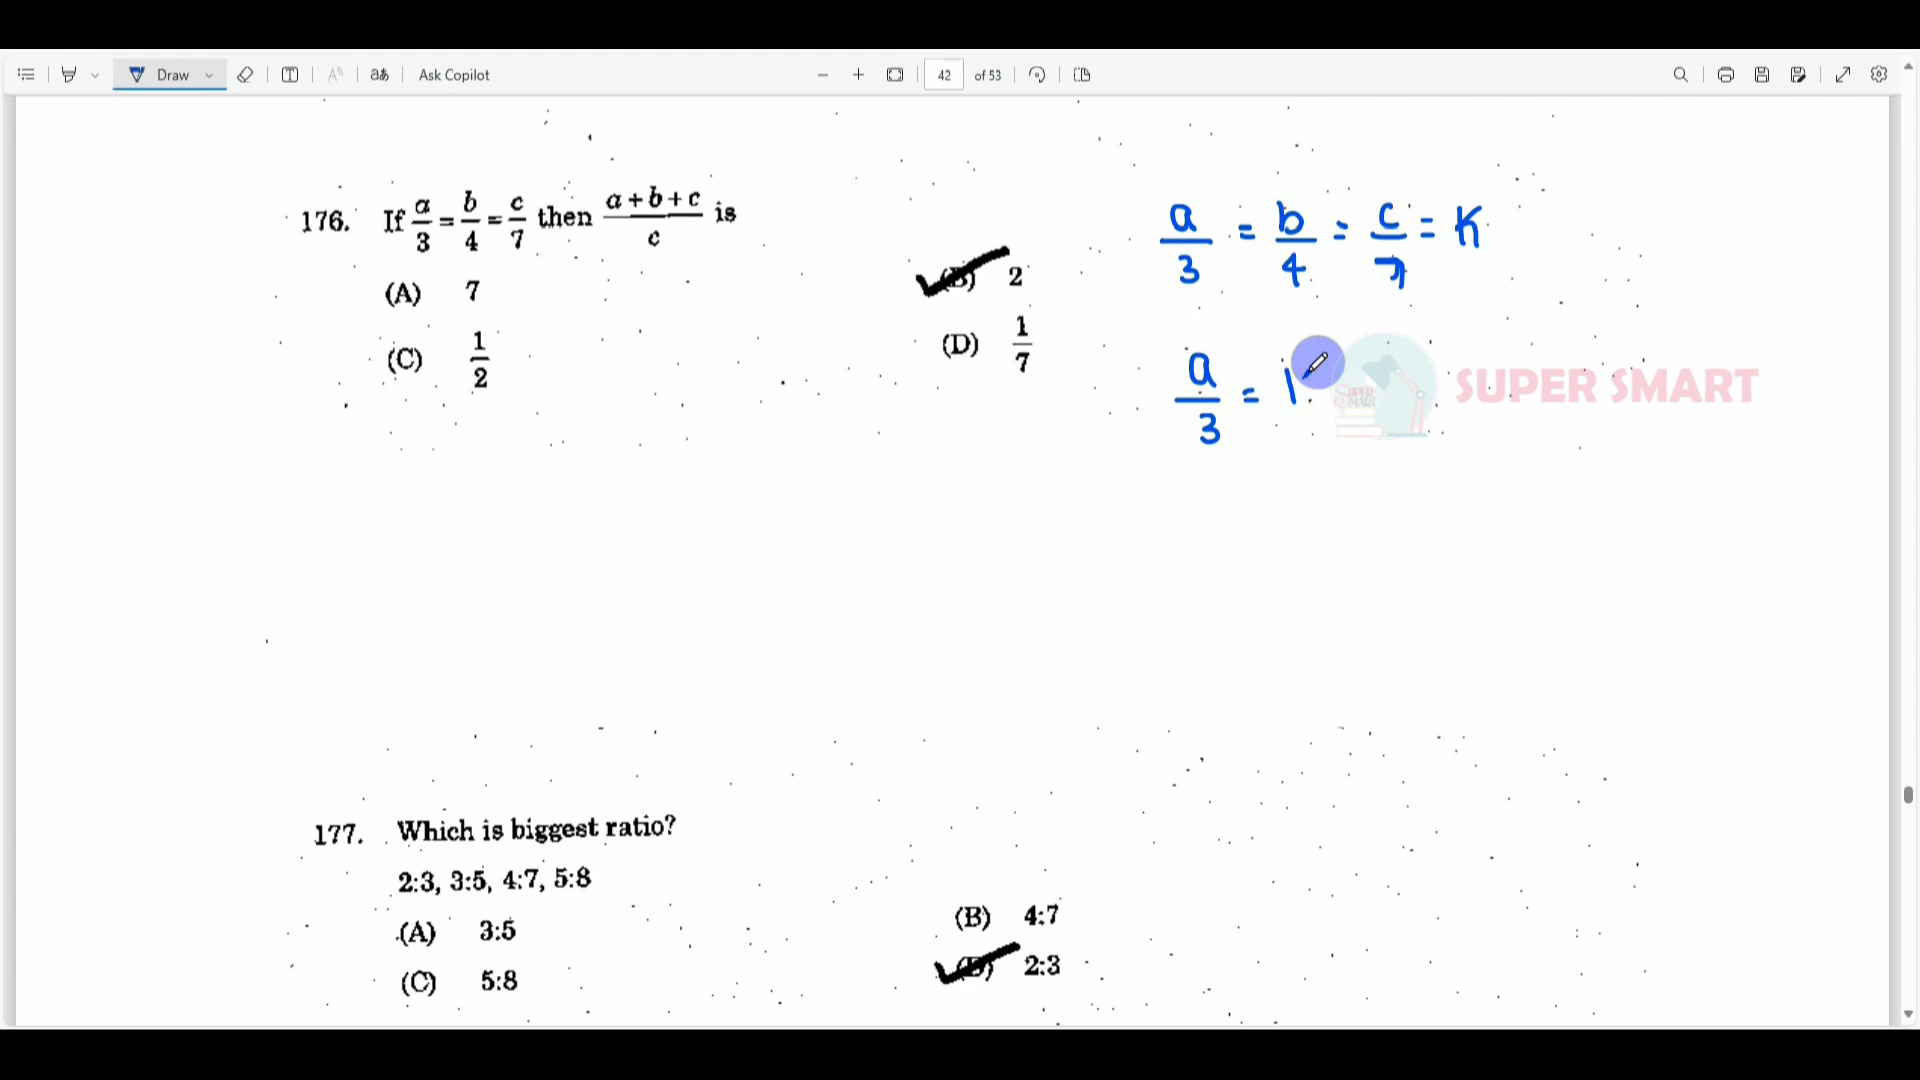 Draw Ask Copilot 42 of 53
176. If a/3 = b/4 = c/7 then (a+b+c)/c is
(A) 7
(B) 2
(C) 1/2
(D) 1/7
a/3 = b/4 = c/7 = K
a/3 =
SUPER SMART
SUPER SMART
177. Which is biggest ratio?
2:3, 3:5, 4:7, 5:8
(A) 3:5
(B) 4:7
(C) 5:8
(D) 2:3